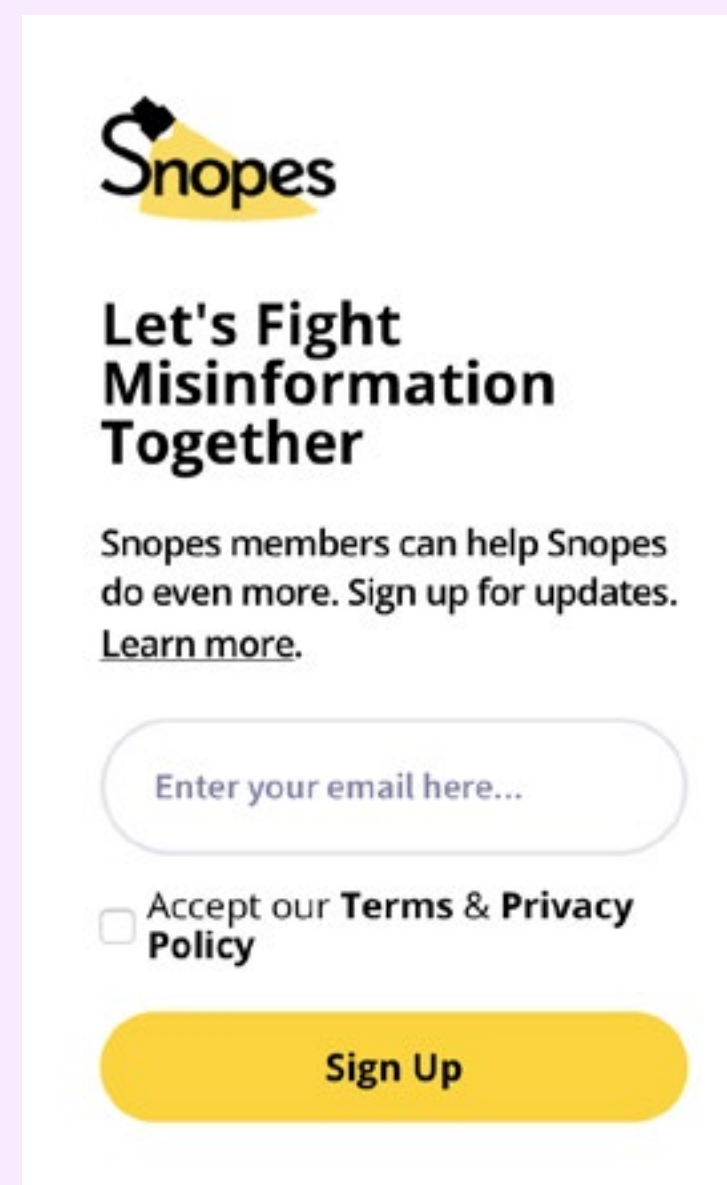 Snopes
Let's Fight
Misinformation
Together
Snopes members can help Snopes
do even more. Sign up for updates.
Learn more.
Enter your email here...
Accept our Terms & Privacy
Policy
Sign Up